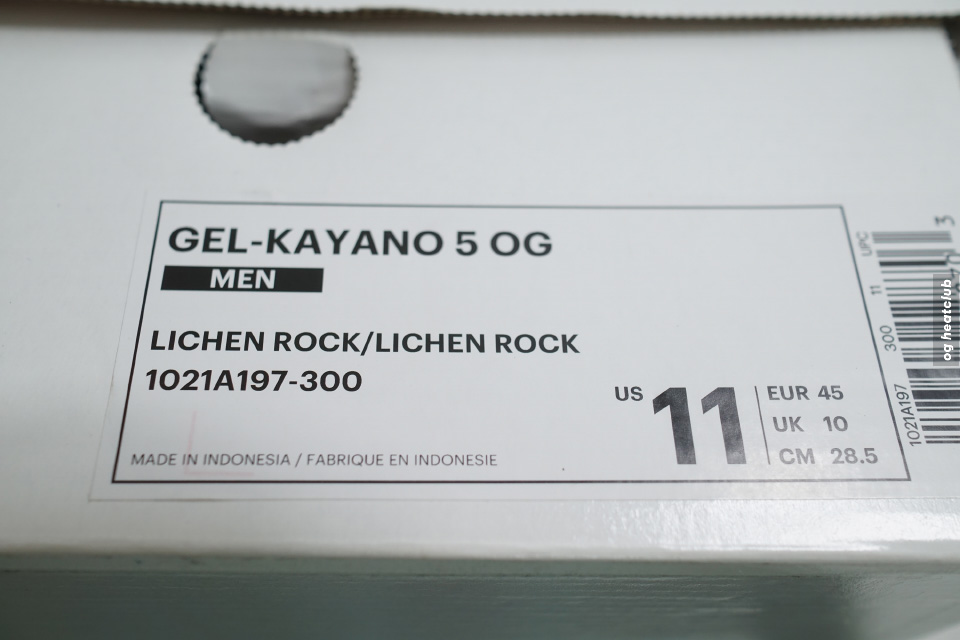 GEL-KAYANO 5 OG
MEN
LICHEN ROCK/LICHEN ROCK
1021A197-300
MADE IN INDONESIA / FABRIQUE EN INDONESIE
US 11
EUR 45
UK 10
CM 28.5
1021A197 300 11 UPC
3
og heatclub